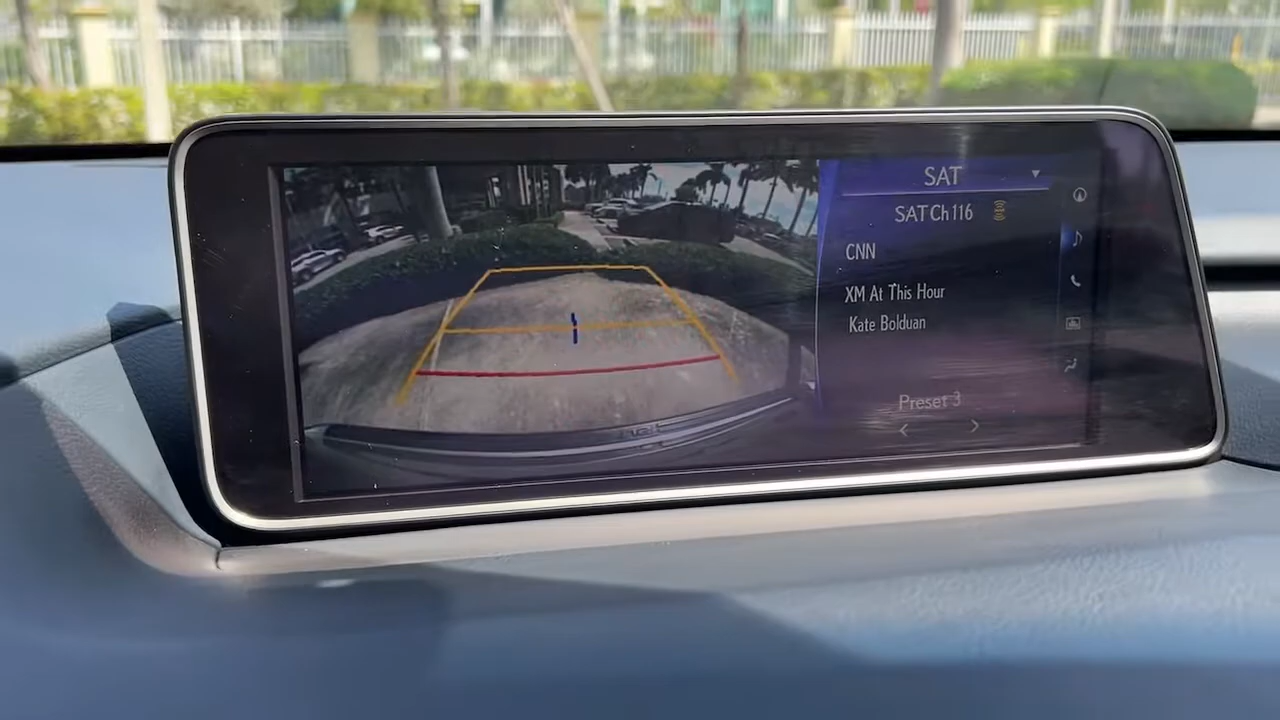 SAT
SAT Ch 116
CNN
XM At This Hour
Kate Bolduan
Preset 3